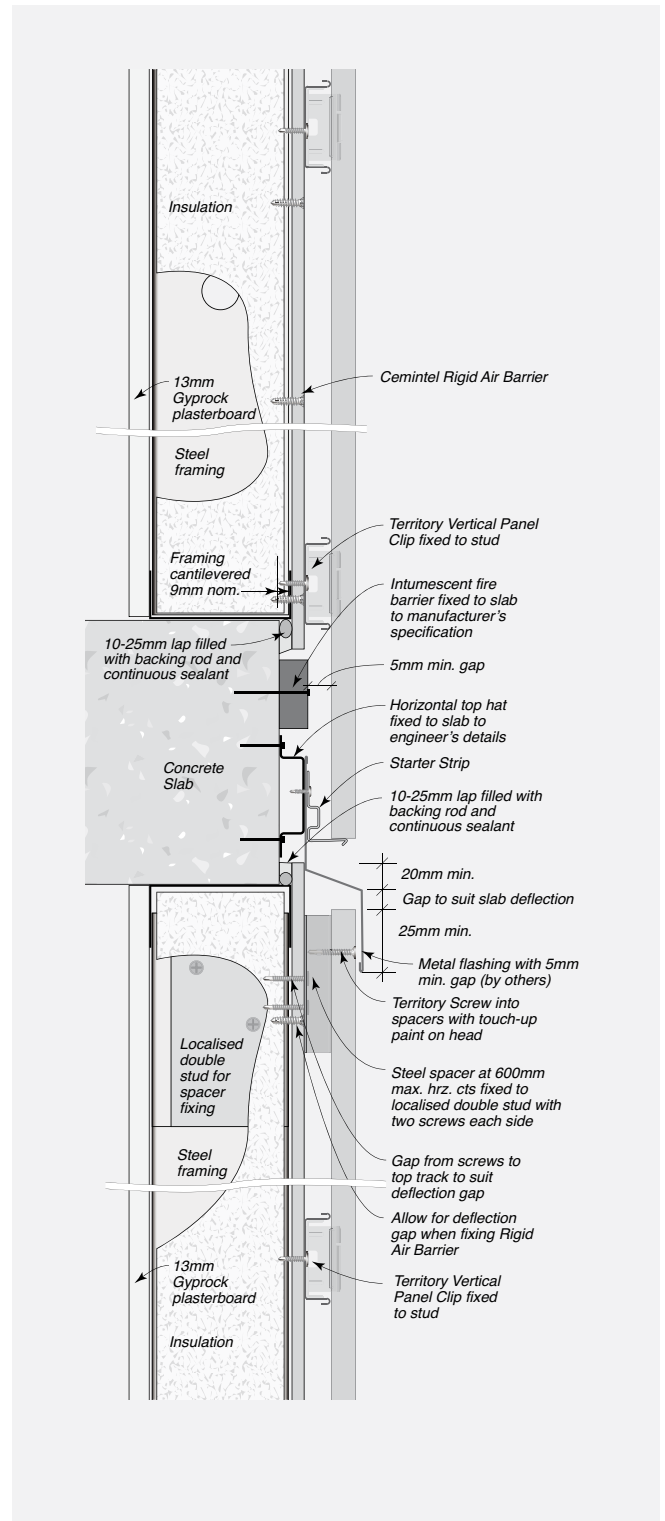 Insulation
13mm
Gyprock
plasterboard
Cemintel Rigid Air Barrier
Steel
framing
Territory Vertical Panel
Clip fixed to stud
Framing
cantilevered
9mm nom.
Intumescent fire
barrier fixed to slab
to manufacturer's
specification
10-25mm lap filled
with backing rod and
continuous sealant
5mm min. gap
Horizontal top hat
fixed to slab to
engineer's details
Concrete
Slab
Starter Strip
10-25mm lap filled with
backing rod and
continuous sealant
20mm min.
Gap to suit slab deflection
25mm min.
Metal flashing with 5mm
min. gap (by others)
Territory Screw into
spacers with touch-up
paint on head
Localised
double
stud for
spacer
fixing
Steel spacer at 600mm
max. hrz. cts fixed to
localised double stud with
two screws each side
Steel
framing
Gap from screws to
top track to suit
deflection gap
Allow for deflection
gap when fixing Rigid
Air Barrier
13mm
Gyprock
plasterboard
Territory Vertical
Panel Clip fixed
to stud
Insulation